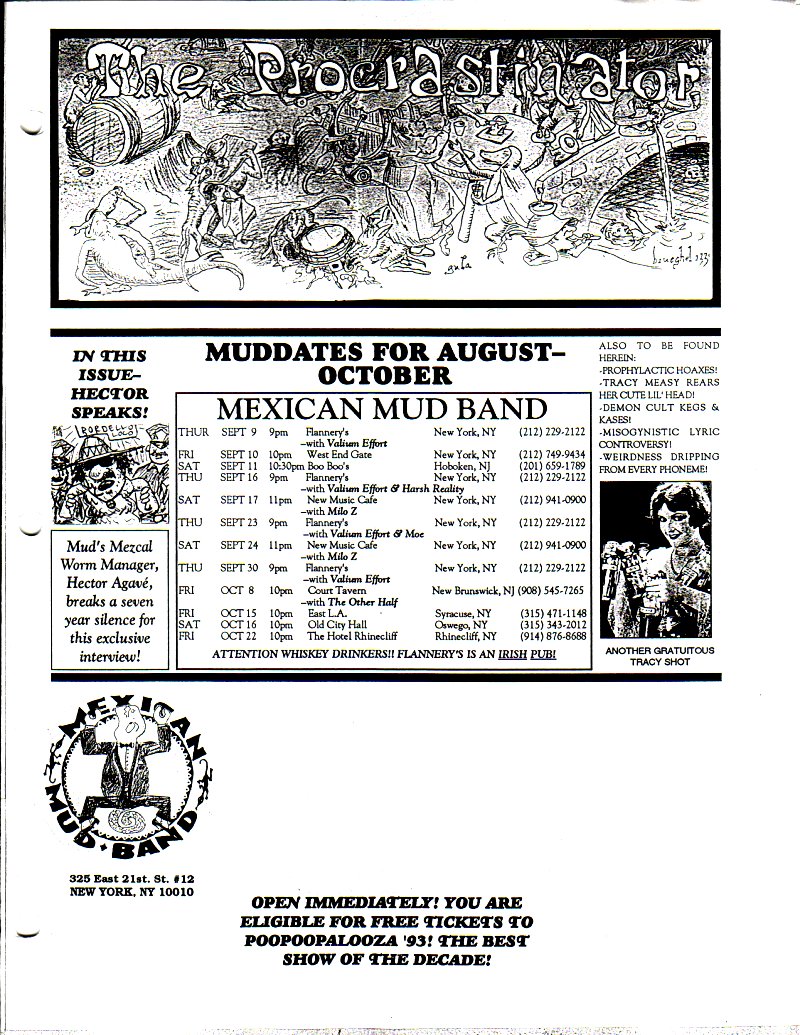 The Procrastinator
gula
brueghel
IN THIS
ISSUE–
HECTOR
SPEAKS!
BORDELLO
Mud's Mezcal
Worm Manager,
Hector Agavé,
breaks a seven
year silence for
this exclusive
interview!
MUDDATES FOR AUGUST–
OCTOBER
MEXICAN MUD BAND
THUR SEPT 9 9pm Flannery's New York, NY (212) 229-2122
–with Valium Effort
FRI SEPT 10 10pm West End Gate New York, NY (212) 749-9434
SAT SEPT 11 10:30pm Boo Boo's Hoboken, NJ (201) 659-1789
THU SEPT 16 9pm Flannery's New York, NY (212) 229-2122
–with Valium Effort & Harsh Reality
SAT SEPT 17 11pm New Music Cafe New York, NY (212) 941-0900
–with Milo Z
THU SEPT 23 9pm Flannery's New York, NY (212) 229-2122
–with Valium Effort & Moe
SAT SEPT 24 11pm New Music Cafe New York, NY (212) 941-0900
–with Milo Z
THU SEPT 30 9pm Flannery's New York, NY (212) 229-2122
–with Valium Effort
FRI OCT 8 10pm Court Tavern New Brunswick, NJ (908) 545-7265
–with The Other Half
FRI OCT 15 10pm East L.A. Syracuse, NY (315) 471-1148
SAT OCT 16 10pm Old City Hall Oswego, NY (315) 343-2012
FRI OCT 22 10pm The Hotel Rhinecliff Rhinecliff, NY (914) 876-8688
ATTENTION WHISKEY DRINKERS!! FLANNERY'S IS AN IRISH PUB!
ALSO TO BE FOUND
HEREIN:
-PROPHYLACTIC HOAXES!
-TRACY MEASY REARS
HER CUTE LIL' HEAD!
-DEMON CULT KEGS &
KASES!
-MISOGYNISTIC LYRIC
CONTROVERSY!
-WEIRDNESS DRIPPING
FROM EVERY PHONEME!
ANOTHER GRATUITOUS
TRACY SHOT
MEXICAN
MUD BAND
325 East 21st. St. #12
NEW YORK, NY 10010
OPEN IMMEDIATELY! YOU ARE
ELIGIBLE FOR FREE TICKETS TO
POOPOOPALOOZA '93! THE BEST
SHOW OF THE DECADE!